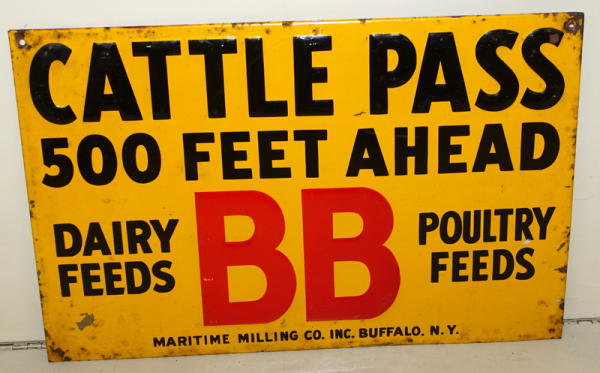 CATTLE PASS
500 FEET AHEAD
DAIRY FEEDS
BB
POULTRY FEEDS
MARITIME MILLING CO. INC. BUFFALO. N.Y.